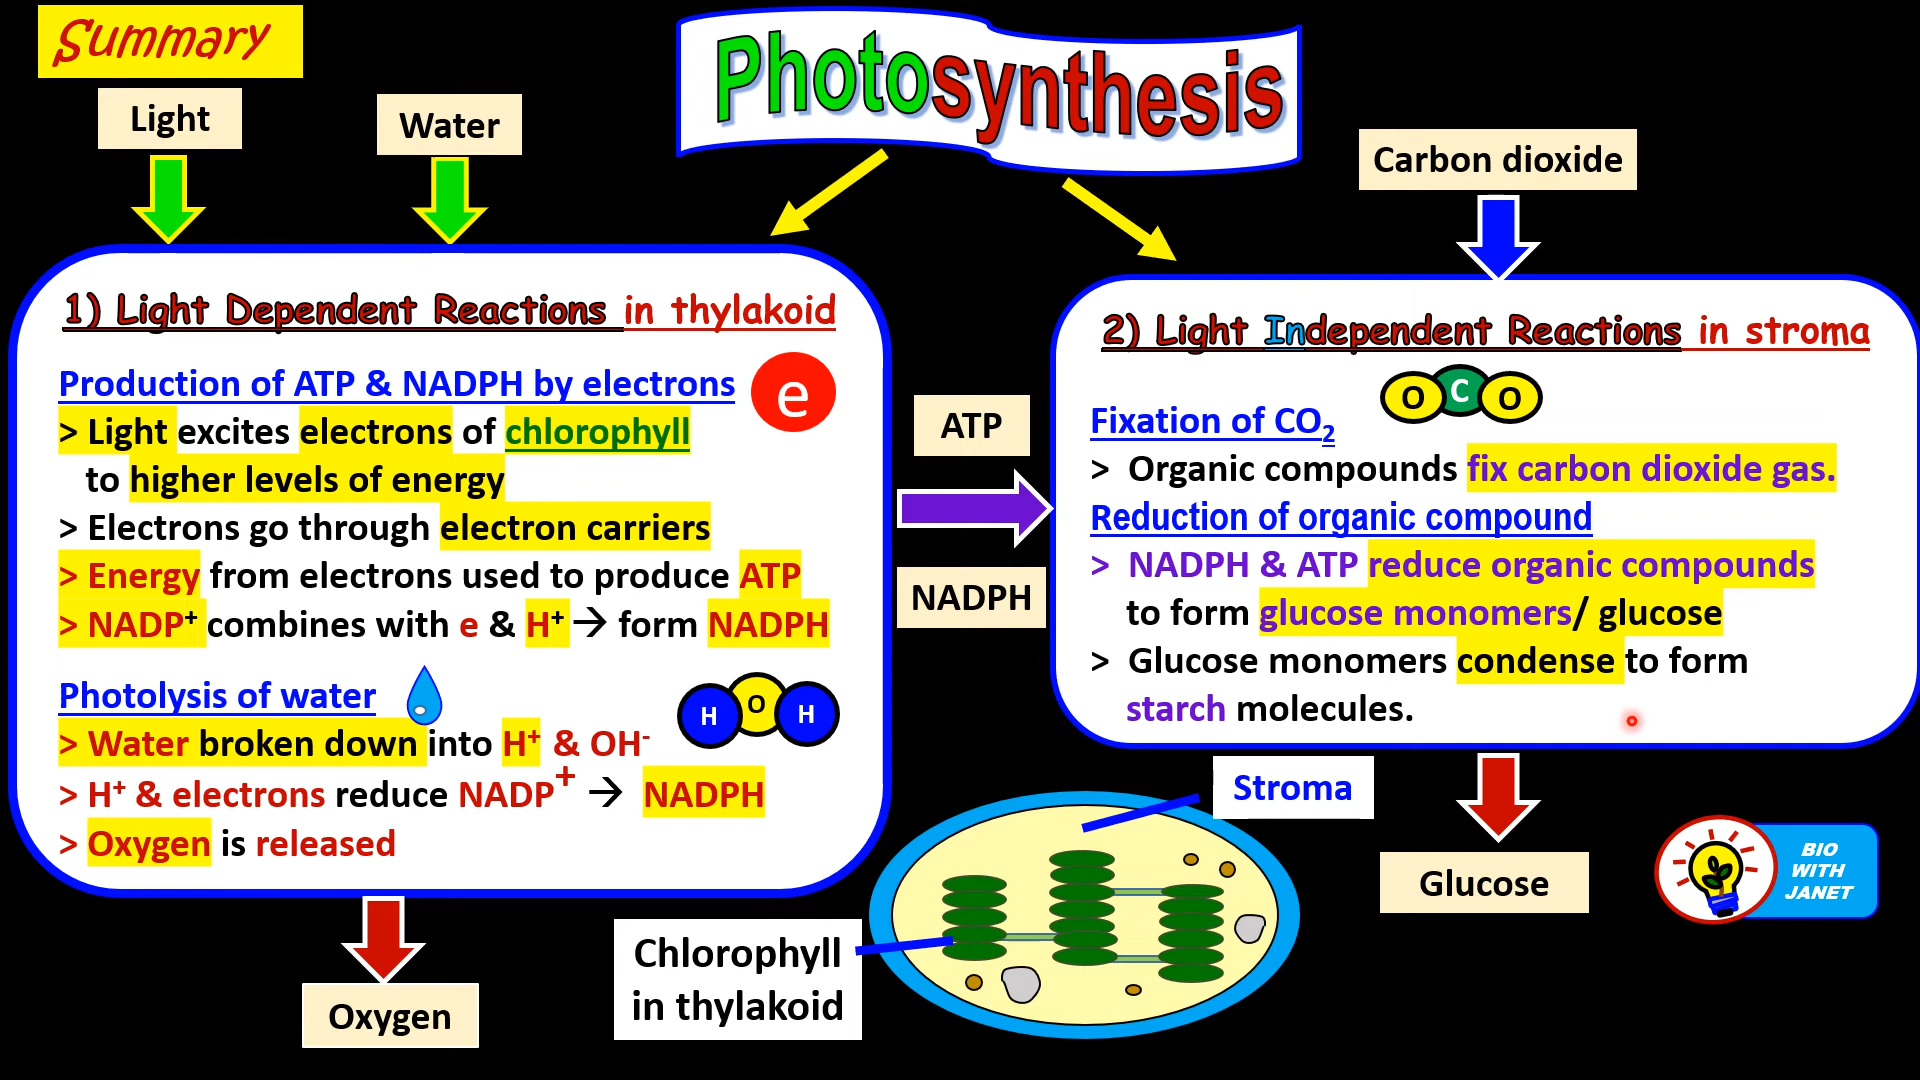 Summary
Photosynthesis
Light
Water
Carbon dioxide
1) Light Dependent Reactions in thylakoid
Production of ATP & NADPH by electrons
e
> Light excites electrons of chlorophyll
to higher levels of energy
> Electrons go through electron carriers
> Energy from electrons used to produce ATP
> NADP⁺ combines with e & H⁺ → form NADPH
Photolysis of water
H O H
> Water broken down into H⁺ & OH⁻
> H⁺ & electrons reduce NADP⁺ → NADPH
> Oxygen is released
ATP
NADPH
2) Light Independent Reactions in stroma
O C O
Fixation of CO₂
> Organic compounds fix carbon dioxide gas.
Reduction of organic compound
> NADPH & ATP reduce organic compounds
to form glucose monomers/ glucose
> Glucose monomers condense to form
starch molecules.
Stroma
Glucose
BIO
WITH
JANET
Chlorophyll
in thylakoid
Oxygen